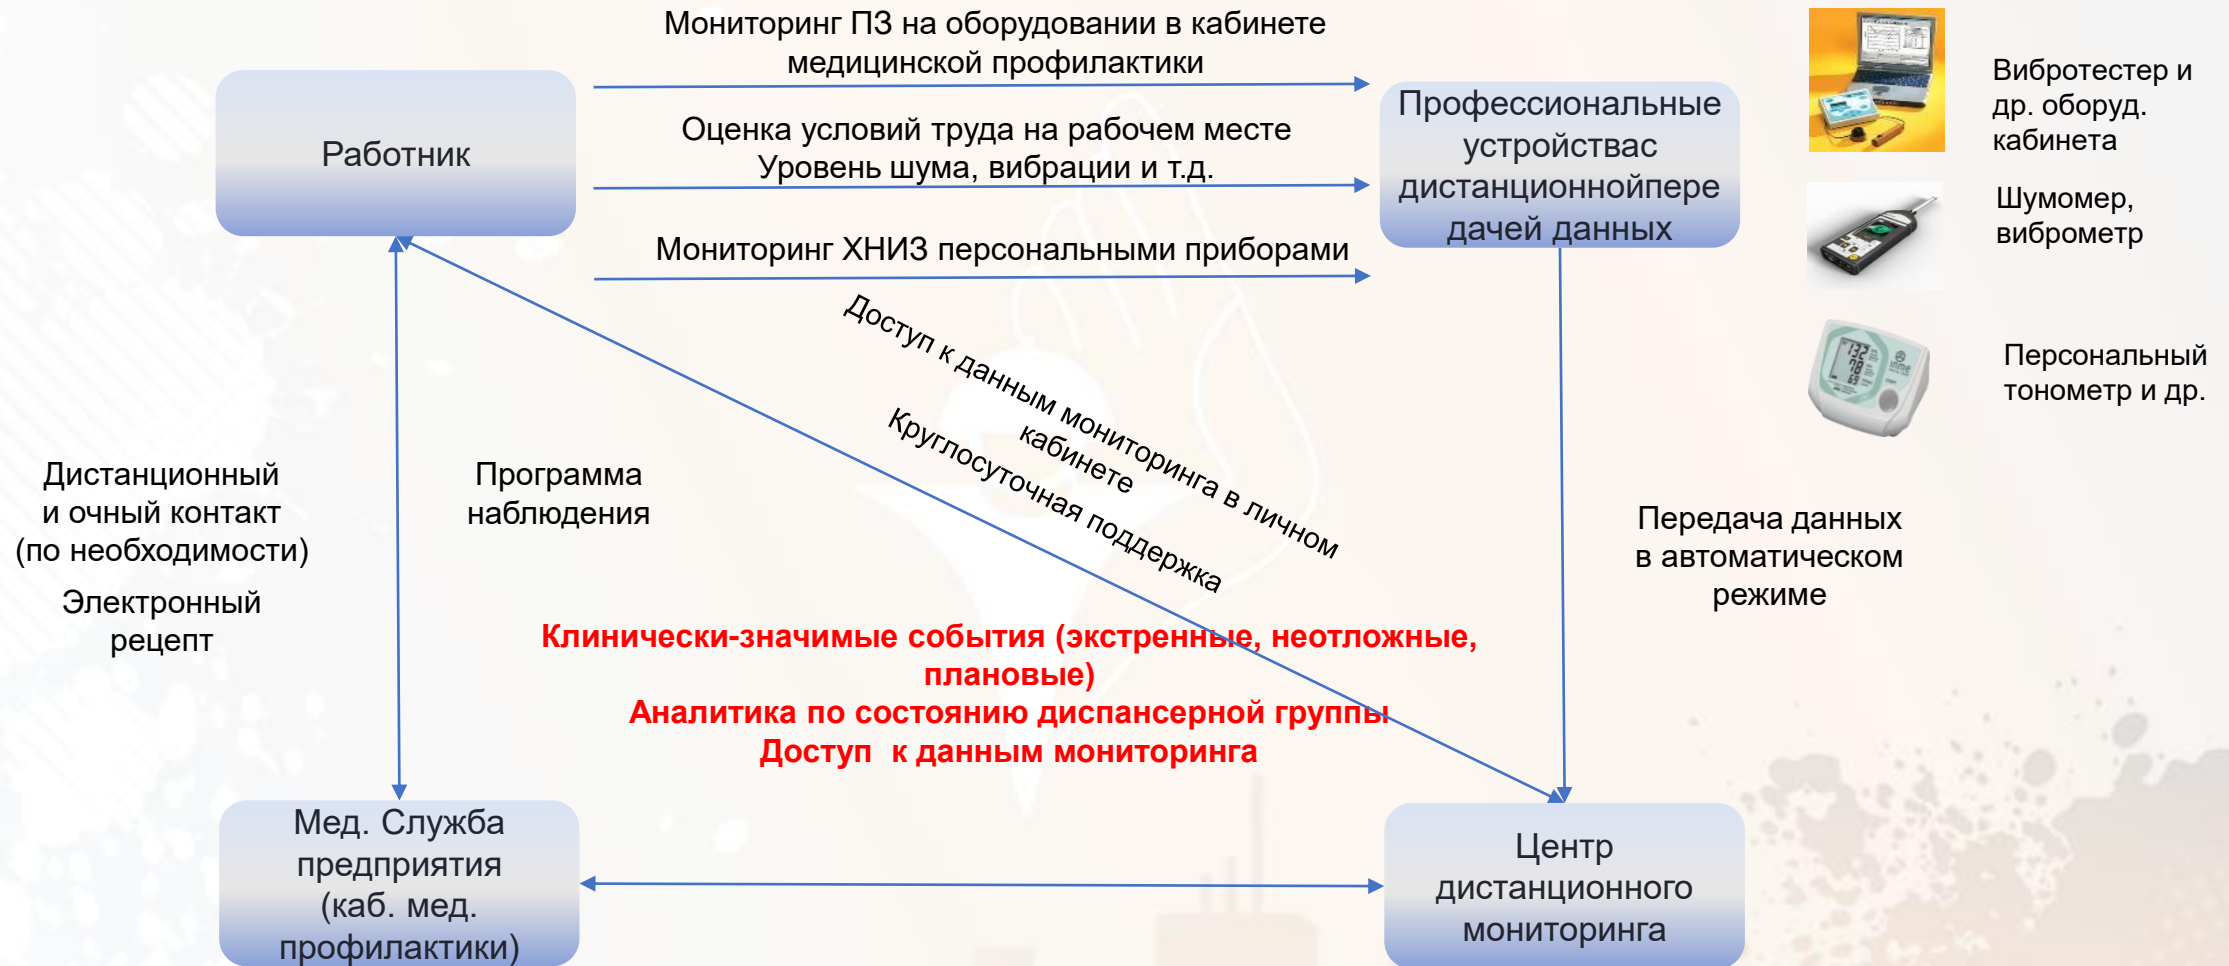 Мониторинг ПЗ на оборудовании в кабинете
медицинской профилактики
Работник
Оценка условий труда на рабочем месте
Уровень шума, вибрации и т.д.
Мониторинг ХНИЗ персональными приборами
Профессиональные
устройствас
дистанционнойпере
дачей данных
Вибротестер и
др. оборуд.
кабинета
Шумомер,
виброметр
132
78
69
Персональный
тонометр и др.
Доступ к данным мониторинга в личном
кабинете
Круглосуточная поддержка
Дистанционный
и очный контакт
(по необходимости)
Электронный
рецепт
Программа
наблюдения
Передача данных
в автоматическом
режиме
Клинически-значимые события (экстренные, неотложные,
плановые)
Аналитика по состоянию диспансерной группы
Доступ  к данным мониторинга
Мед. Служба
предприятия
(каб. мед.
профилактики)
Центр
дистанционного
мониторинга